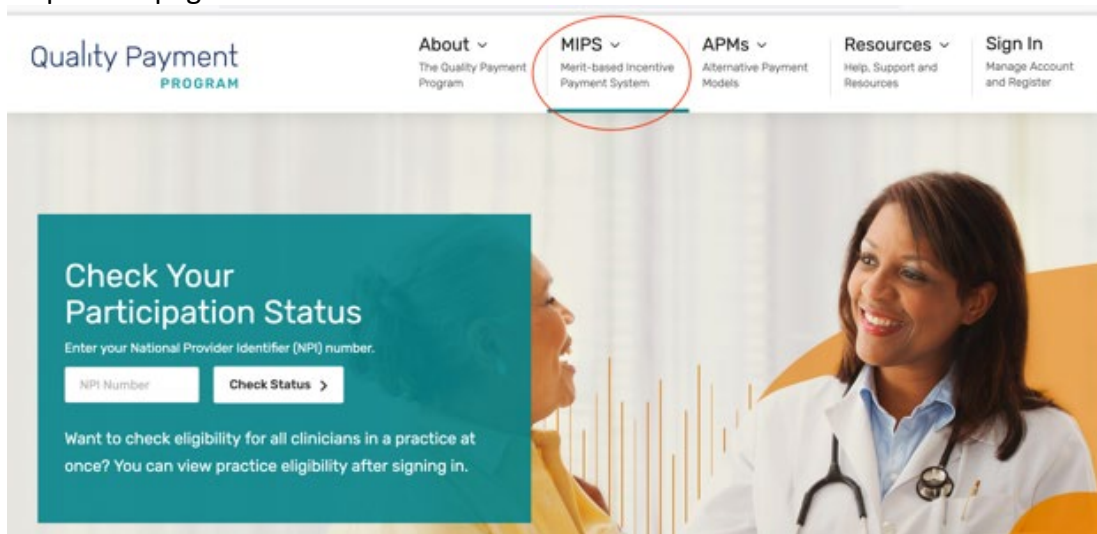 Quality Payment
PROGRAM
About
The Quality Payment
Program
MIPS
Merit-based Incentive
Payment System
APMs
Alternative Payment
Models
Resources
Help, Support and
Resources
Sign In
Manage Account
and Register
Check Your
Participation Status
Enter your National Provider Identifier (NPI) number.
NPI Number
Check Status >
Want to check eligibility for all clinicians in a practice at
once? You can view practice eligibility after signing in.